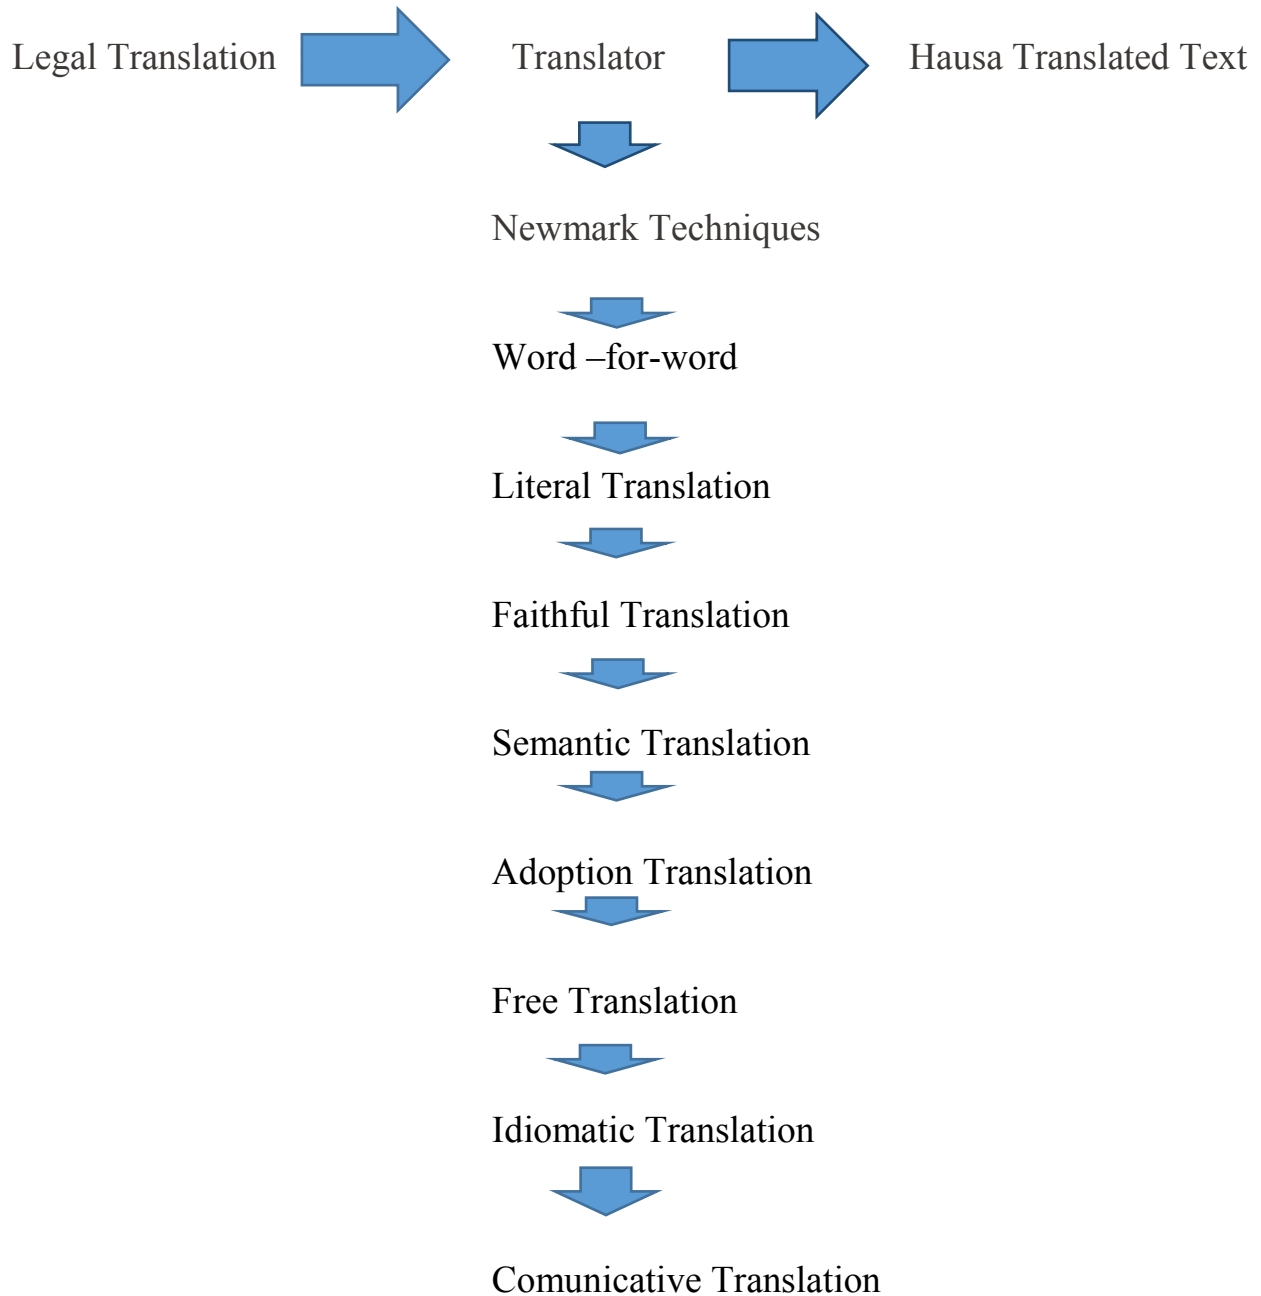 Legal Translation Translator Hausa Translated Text
Newmark Techniques
Word –for-word
Literal Translation
Faithful Translation
Semantic Translation
Adoption Translation
Free Translation
Idiomatic Translation
Comunicative Translation